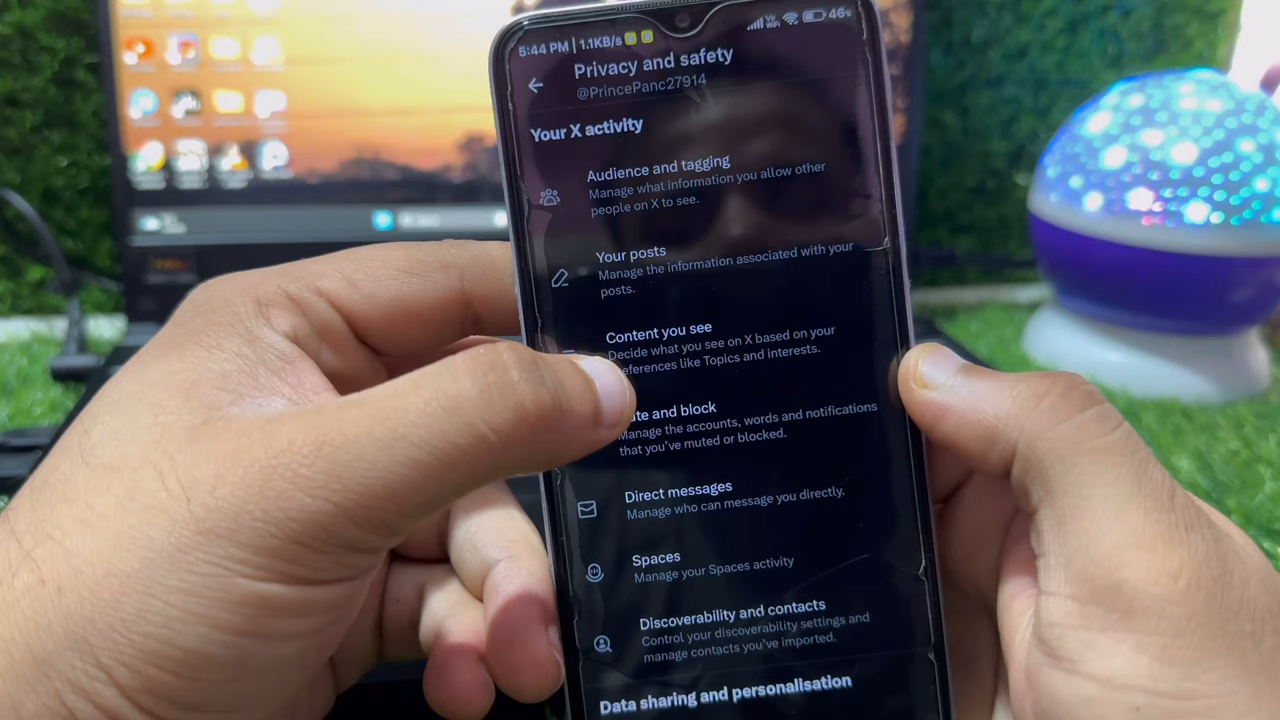 5:44 PM | 1.1KB/s
46%
Privacy and safety
@PrincePanc27914
Your X activity
Audience and tagging
Manage what information you allow other
people on X to see.
Your posts
Manage the information associated with your
posts.
Content you see
Decide what you see on X based on your
eferences like Topics and interests.
ute and block
Manage the accounts, words and notifications
that you've muted or blocked.
Direct messages
Manage who can message you directly.
Spaces
Manage your Spaces activity
Discoverability and contacts
Control your discoverability settings and
manage contacts you've imported.
Data sharing and personalisation